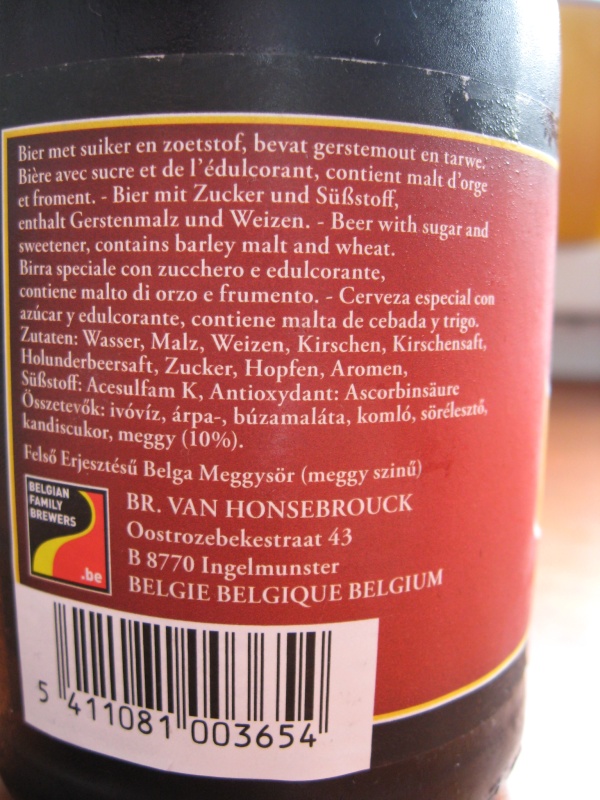 Bier met suiker en zoetstof, bevat gerstemout en tarwe.
Bière avec sucre et de l'édulcorant, contient malt d'orge
et froment. - Bier mit Zucker und Süßstoff,
enthalt Gerstenmalz und Weizen. - Beer with sugar and
sweetener, contains barley malt and wheat.
Birra speciale con zucchero e edulcorante,
contiene malto di orzo e frumento. - Cerveza especial con
azúcar y edulcorante, contiene malta de cebada y trigo.
Zutaten: Wasser, Malz, Weizen, Kirschen, Kirschensaft,
Holunderbeersaft, Zucker, Hopfen, Aromen,
Süßstoff: Acesulfam K, Antioxydant: Ascorbinsäure
Összetevők: ivóvíz, árpa-, búzamaláta, komló, sörélesztő,
kandiscukor, meggy (10%).
Felső Erjesztésű Belga Meggysör (meggy szinű)
BELGIAN
FAMILY
BREWERS
.be
BR. VAN HONSEBROUCK
Oostrozebekestraat 43
B 8770 Ingelmunster
BELGIE BELGIQUE BELGIUM
5 411081 003654